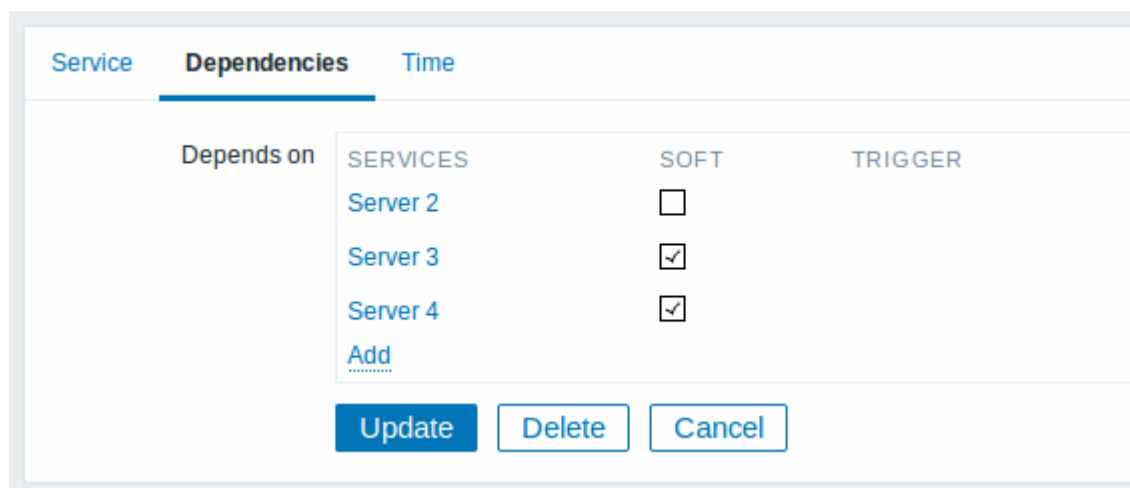 Service Dependencies Time
Depends on SERVICES SOFT TRIGGER
Server 2
Server 3
Server 4
Add
Update Delete Cancel